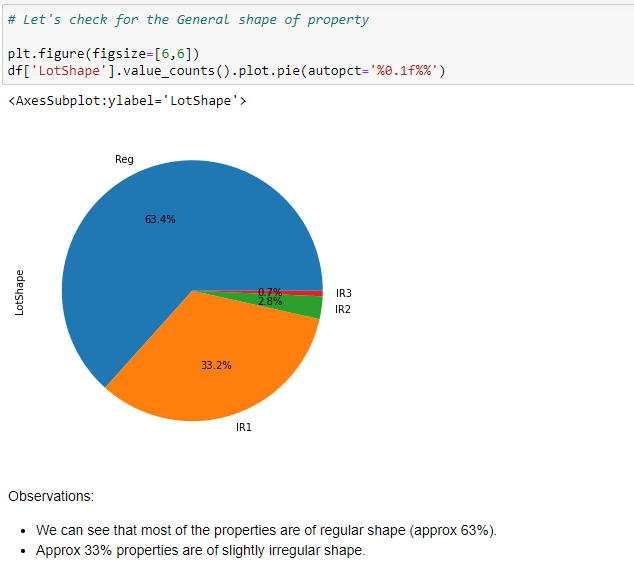 # Let's check for the General shape of property
plt.figure(figsize=[6,6])
df['LotShape'].value_counts().plot.pie(autopct='%0.1f%%')
<AxesSubplot:ylabel='LotShape'>
Reg
63.4%
LotShape
0.7%
IR3
2.8%
IR2
33.2%
IR1
Observations:
• We can see that most of the properties are of regular shape (approx 63%).
• Approx 33% properties are of slightly irregular shape.